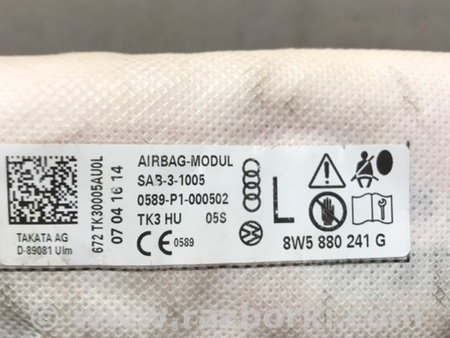 TAKATA AG
D-89081 Ulm
672 TK30005AU0L
07 04 16 14
AIRBAG-MODUL
SAB-3-1005
0589-P1-000502
TK3 HU 05S
CE 0589
L
8W5 880 241 G
www.razborki.com